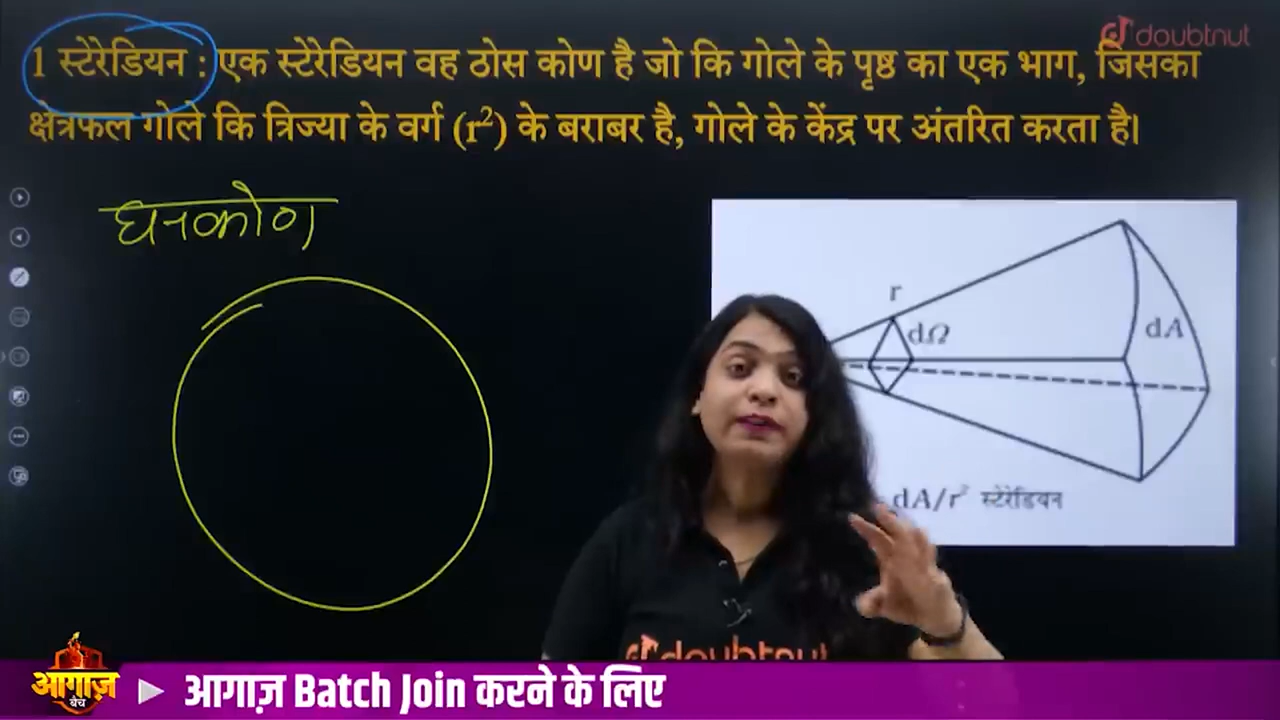 doubtnut
1 स्टेरेडियन : एक स्टेरेडियन वह ठोस कोण है जो कि गोले के पृष्ठ का एक भाग, जिसका
क्षेत्रफल गोले कि त्रिज्या के वर्ग (r²) के बराबर है, गोले के केंद्र पर अंतरित करता है।
घनकोण
r
dΩ
dA
dA/r² स्टेरेडियन
doubtnut
आगाज़
बैच
आगाज़ Batch Join करने के लिए